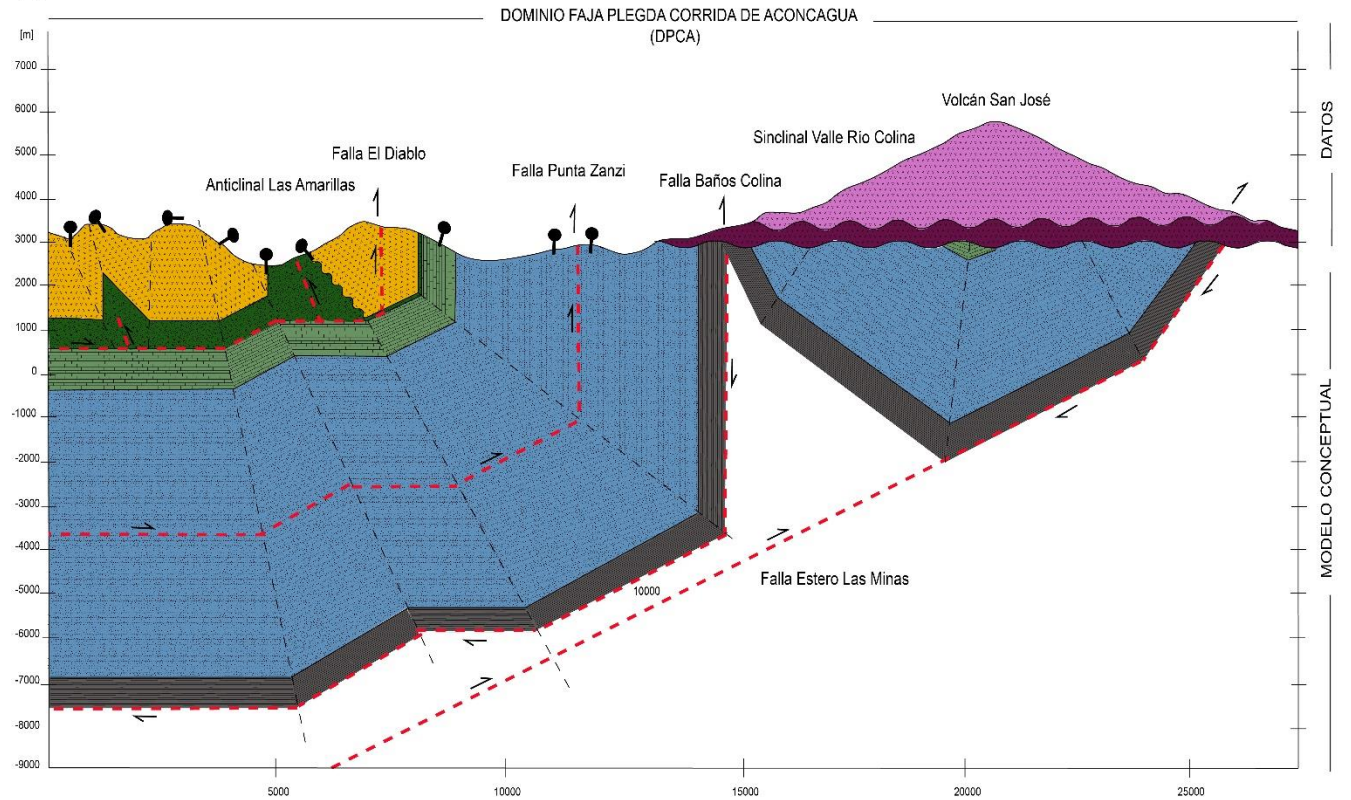 DOMINIO FAJA PLEGDA CORRIDA DE ACONCAGUA
(DPCA)
[m]
7000
6000
5000
4000
3000
2000
1000
0
-1000
-2000
-3000
-4000
-5000
-6000
-7000
-8000
-9000
Volcán San José
Sinclinal Valle Río Colina
Falla El Diablo
Anticlinal Las Amarillas
Falla Punta Zanzi
Falla Baños Colina
Falla Estero Las Minas
10000
DATOS
MODELO CONCEPTUAL
5000
10000
15000
20000
25000